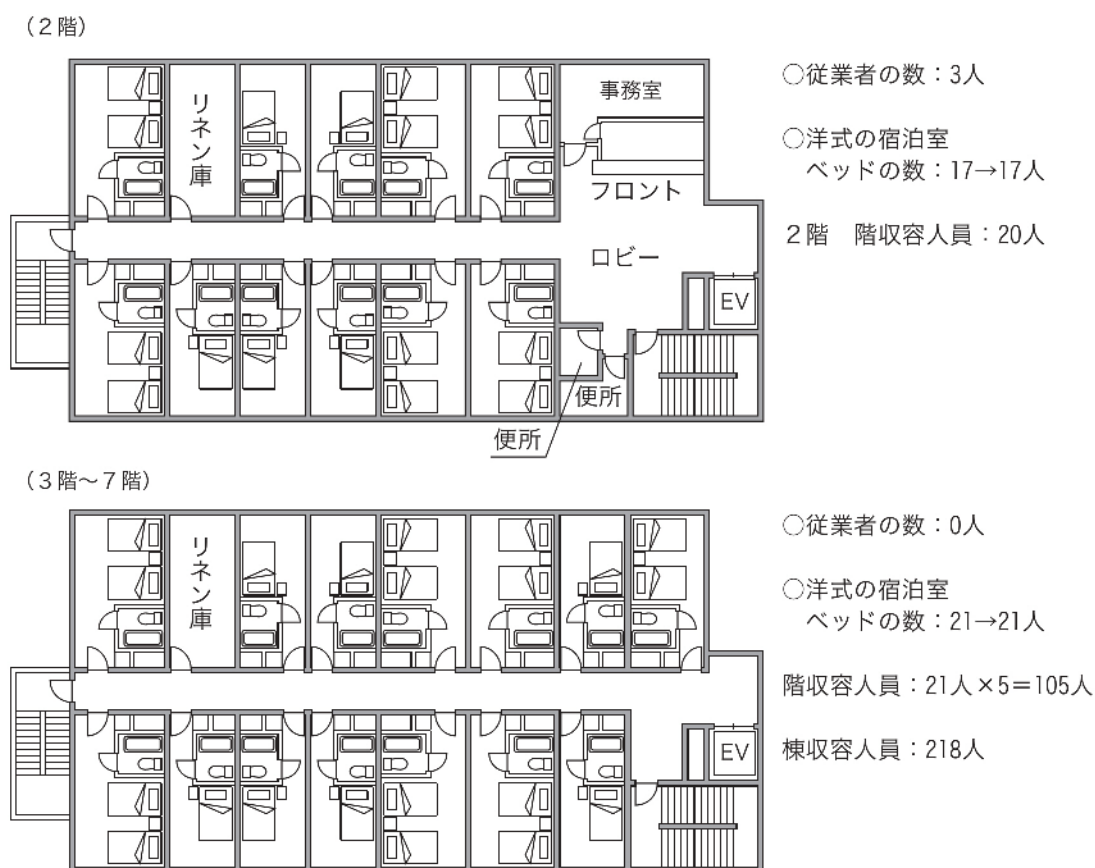 （２階）
リネン庫
事務室
フロント
ロビー
EV
便所
便所
○従業者の数：3人
○洋式の宿泊室
ベッドの数：17→17人
２階　階収容人員：20人
（３階〜７階）
リネン庫
EV
○従業者の数：0人
○洋式の宿泊室
ベッドの数：21→21人
階収容人員：21人×5＝105人
棟収容人員：218人